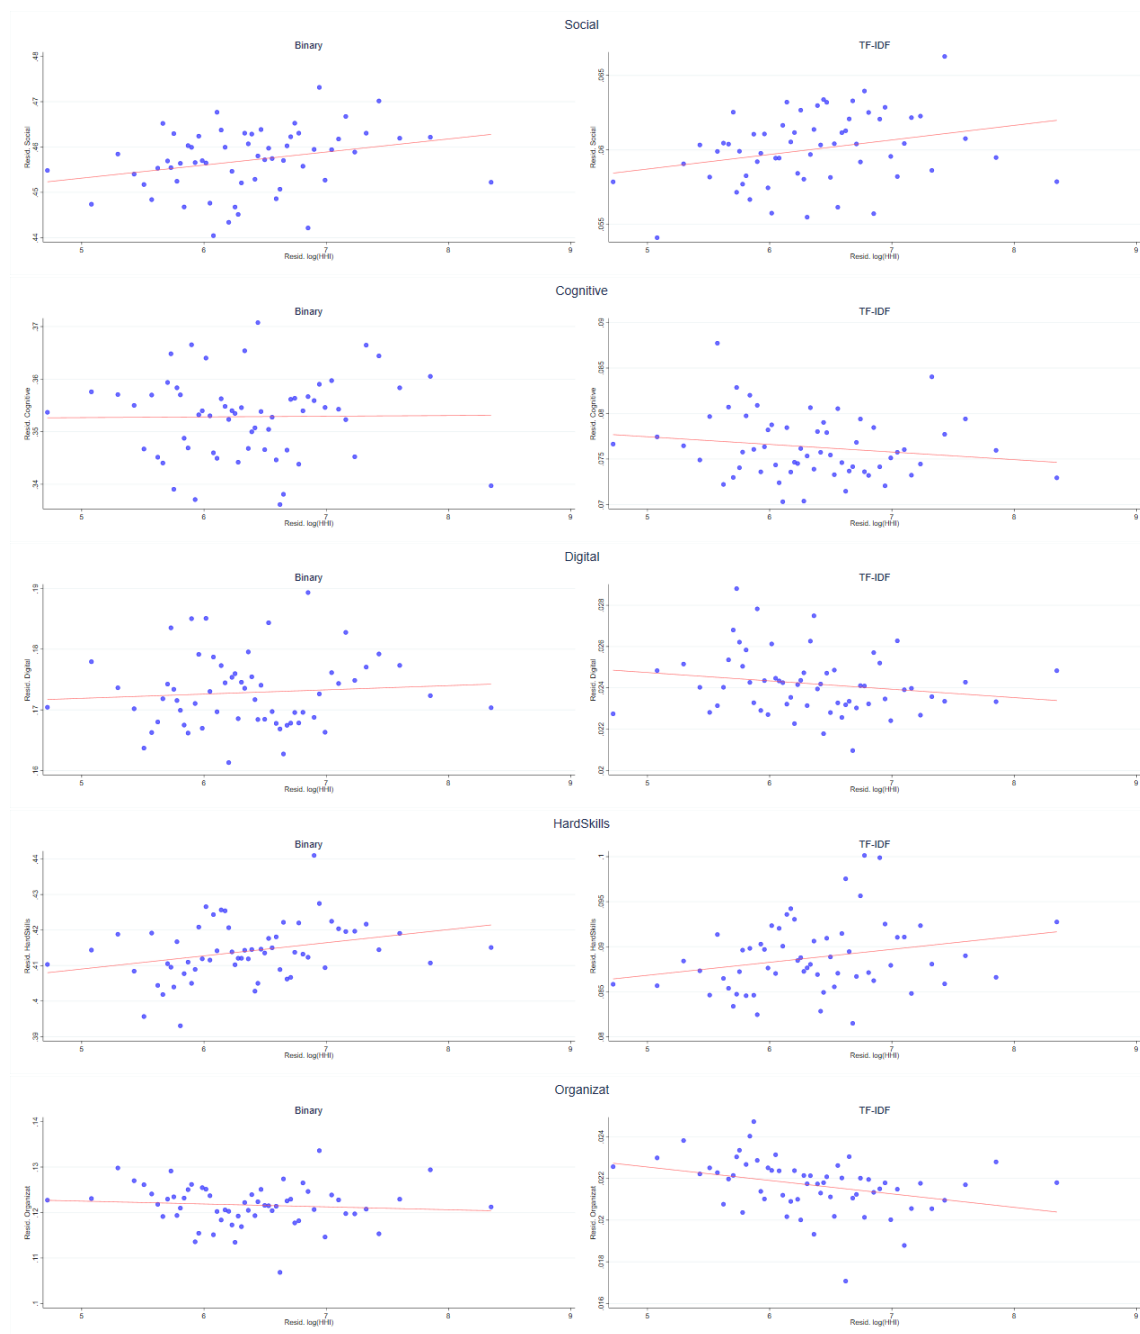 Social
Binary
TF-IDF
Resid. Social
.48
.47
.46
.45
.44
5 6 7 8 9
Resid. log(HHI)
Resid. Social
.065
.06
.055
5 6 7 8 9
Resid. log(HHI)
Cognitive
Binary
TF-IDF
Resid. Cognitive
.37
.36
.35
.34
5 6 7 8 9
Resid. log(HHI)
Resid. Cognitive
.09
.085
.08
.075
.07
5 6 7 8 9
Resid. log(HHI)
Digital
Binary
TF-IDF
Resid. Digital
.19
.18
.17
.16
5 6 7 8 9
Resid. log(HHI)
Resid. Digital
.028
.026
.024
.022
.02
5 6 7 8 9
Resid. log(HHI)
HardSkills
Binary
TF-IDF
Resid. HardSkills
.44
.43
.42
.41
.4
.39
5 6 7 8 9
Resid. log(HHI)
Resid. HardSkills
.1
.095
.09
.085
.08
5 6 7 8 9
Resid. log(HHI)
Organizat
Binary
TF-IDF
Resid. Organizat
.14
.13
.12
.11
.1
5 6 7 8 9
Resid. log(HHI)
Resid. Organizat
.024
.022
.02
.018
.016
5 6 7 8 9
Resid. log(HHI)